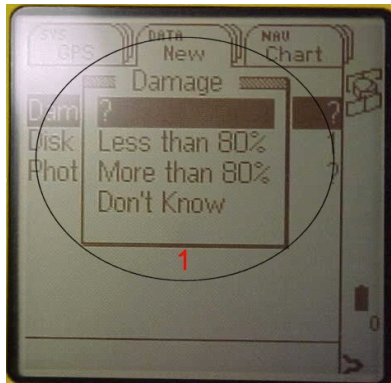 SYS DATA NAV
GPS New Chart
Damage
Dam ? ?
Disk Less than 80%
Phot More than 80% ?
Don't Know
1
0